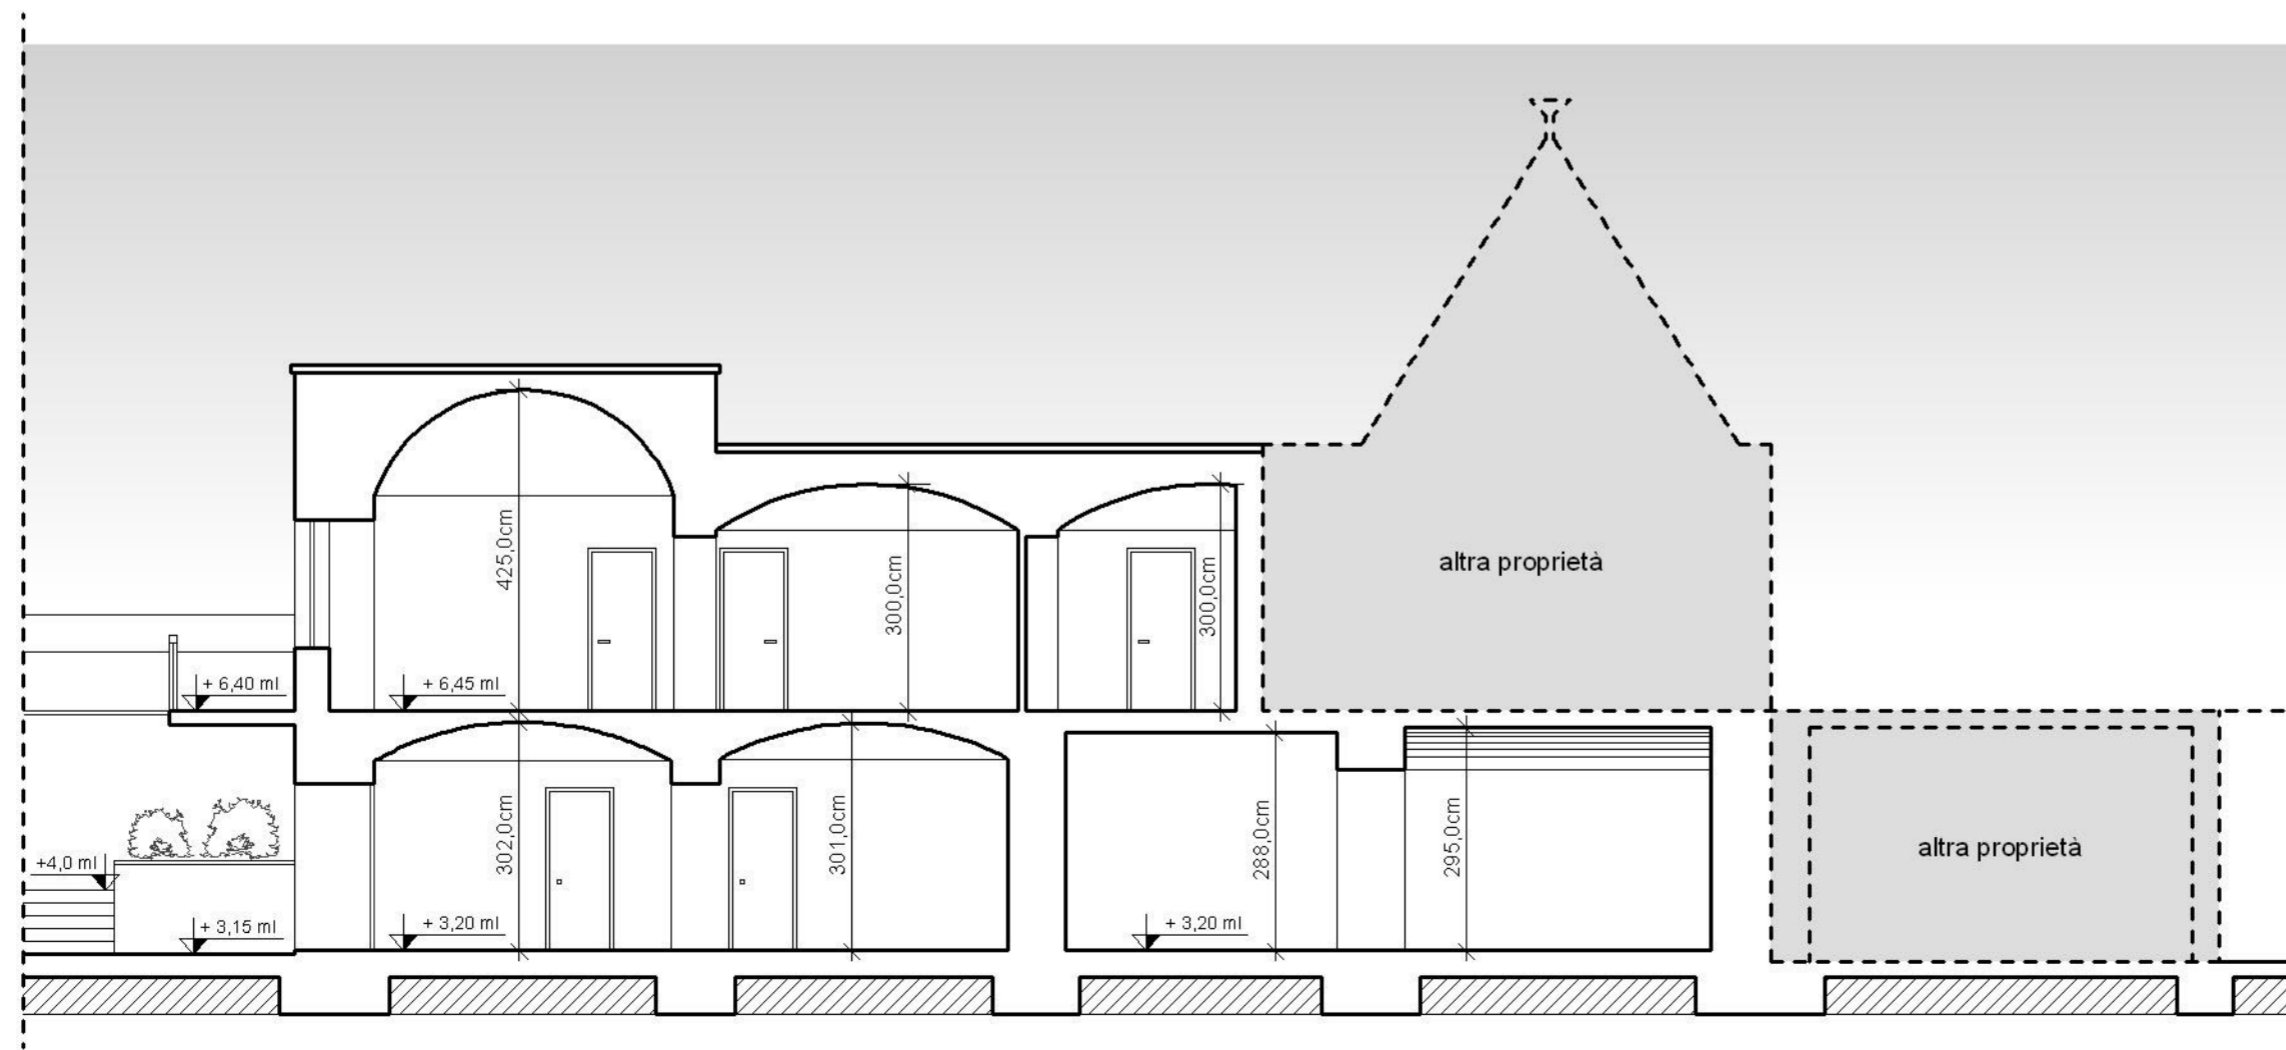 425,0cm
300,0cm
300,0cm
altra proprietà
+ 6,40 ml
+ 6,45 ml
302,0cm
301,0cm
288,0cm
295,0cm
altra proprietà
+4,0 ml
+ 3,15 ml
+ 3,20 ml
+ 3,20 ml